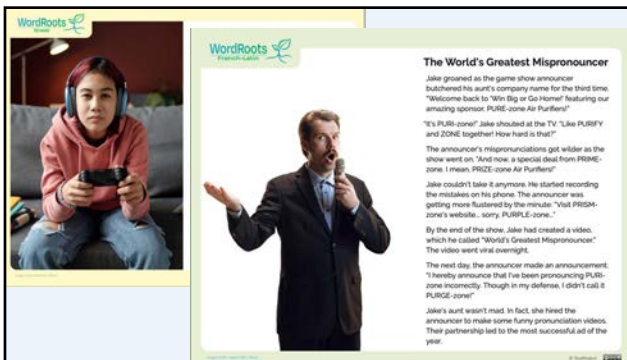 WordRoots
Greek
WordRoots
French-Latin
The World's Greatest Mispronouncer
Jake groaned as the game show announcer
butchered his aunt's company name for the third time.
"Welcome back to 'Win Big or Go Home!' featuring our
amazing sponsor, PURE-zone Air Purifiers!"
"It's PURI-zone!" Jake shouted at the TV. "Like PURIFY
and ZONE together! How hard is that?"
The announcer's mispronunciations got wilder as the
show went on. "And now, a special deal from PRIME-
zone. I mean, PRIZE-zone Air Purifiers!"
Jake couldn't take it anymore. He started recording
the mistakes on his phone. The announcer was
getting more flustered by the minute: "Visit PRISM-
zone's website... sorry, PURPLE-zone..."
By the end of the show, Jake had created a video,
which he called "World's Greatest Mispronouncer."
The video went viral overnight.
The next day, the announcer made an announcement:
"I hereby announce that I've been pronouncing PURI-
zone incorrectly. Though in my defense, I didn't call it
PURGE-zone!"
Jake's aunt wasn't mad. In fact, she hired the
announcer to make some funny pronunciation videos.
Their partnership led to the most successful ad of the
year.